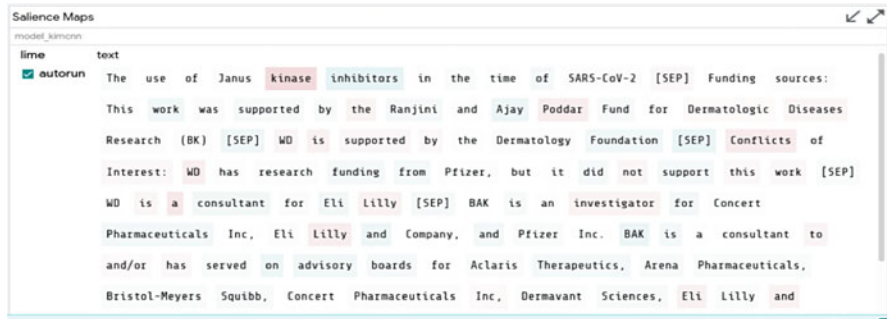 Salience Maps
model_kimcnn
lime text
autorun The use of Janus kinase inhibitors in the time of SARS-CoV-2 [SEP] Funding sources:
This work was supported by the Ranjini and Ajay Poddar Fund for Dermatologic Diseases
Research (BK) [SEP] WD is supported by the Dermatology Foundation [SEP] Conflicts of
Interest: WD has research funding from Pfizer, but it did not support this work [SEP]
WD is a consultant for Eli Lilly [SEP] BAK is an investigator for Concert
Pharmaceuticals Inc, Eli Lilly and Company, and Pfizer Inc. BAK is a consultant to
and/or has served on advisory boards for Aclaris Therapeutics, Arena Pharmaceuticals,
Bristol-Meyers Squibb, Concert Pharmaceuticals Inc, Dermavant Sciences, Eli Lilly and